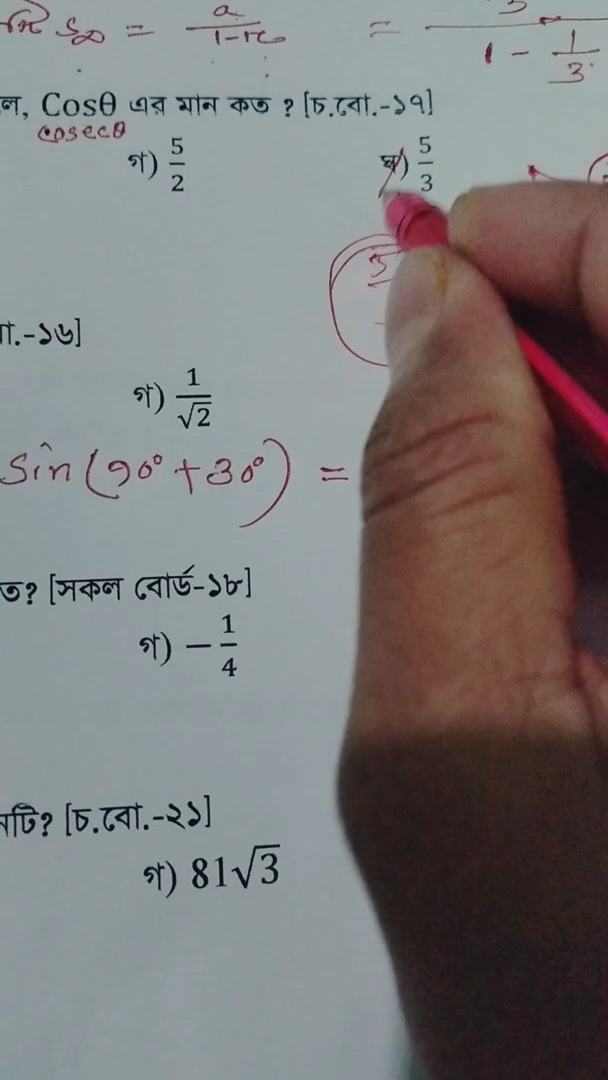 S∞ = a/1-r = 3/1 - 1/3
Cosθ এর মান কত ? [চ.বো.-১৭]
cosecθ
গ) 5/2 ঘ) 5/3
-১৬]
গ) 1/√2
Sin (90° + 30°) =
[সকল বোর্ড-১৮]
গ) -1/4
[চ.বো.-২১]
গ) 81√3